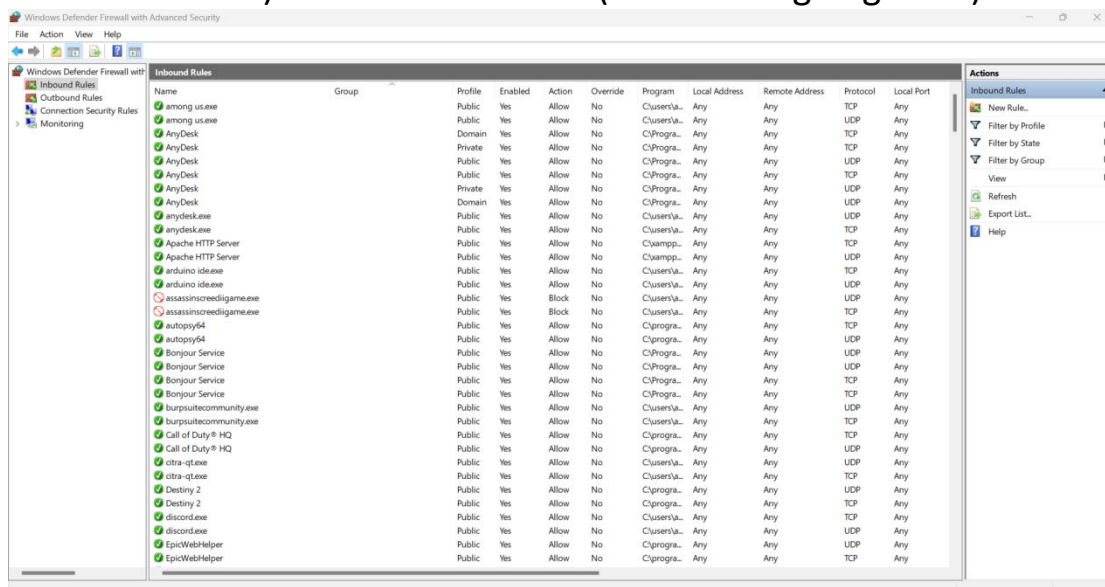 Windows Defender Firewall with Advanced Security
File Action View Help
Windows Defender Firewall with
Inbound Rules
Outbound Rules
Connection Security Rules
Monitoring
Inbound Rules
Name Group Profile Enabled Action Override Program Local Address Remote Address Protocol Local Port
among us.exe Public Yes Allow No C:\users\a... Any Any TCP Any
among us.exe Public Yes Allow No C:\users\a... Any Any UDP Any
AnyDesk Domain Yes Allow No C:\Progra... Any Any TCP Any
AnyDesk Private Yes Allow No C:\Progra... Any Any TCP Any
AnyDesk Public Yes Allow No C:\Progra... Any Any UDP Any
AnyDesk Public Yes Allow No C:\Progra... Any Any TCP Any
AnyDesk Private Yes Allow No C:\Progra... Any Any UDP Any
AnyDesk Domain Yes Allow No C:\Progra... Any Any UDP Any
anydesk.exe Public Yes Allow No C:\users\a... Any Any UDP Any
anydesk.exe Public Yes Allow No C:\users\a... Any Any TCP Any
Apache HTTP Server Public Yes Allow No C:\xampp... Any Any TCP Any
Apache HTTP Server Public Yes Allow No C:\xampp... Any Any UDP Any
arduino ide.exe Public Yes Allow No C:\users\a... Any Any TCP Any
arduino ide.exe Public Yes Allow No C:\users\a... Any Any UDP Any
assassinscreediigame.exe Public Yes Block No C:\users\a... Any Any UDP Any
assassinscreediigame.exe Public Yes Block No C:\users\a... Any Any TCP Any
autopsy64 Public Yes Allow No C:\progra... Any Any TCP Any
autopsy64 Public Yes Allow No C:\progra... Any Any UDP Any
Bonjour Service Public Yes Allow No C:\Progra... Any Any UDP Any
Bonjour Service Public Yes Allow No C:\Progra... Any Any UDP Any
Bonjour Service Public Yes Allow No C:\Progra... Any Any TCP Any
Bonjour Service Public Yes Allow No C:\Progra... Any Any TCP Any
burpsuitecommunity.exe Public Yes Allow No C:\users\a... Any Any UDP Any
burpsuitecommunity.exe Public Yes Allow No C:\users\a... Any Any TCP Any
Call of Duty® HQ Public Yes Allow No C:\progra... Any Any TCP Any
Call of Duty® HQ Public Yes Allow No C:\progra... Any Any UDP Any
citra-qt.exe Public Yes Allow No C:\users\a... Any Any UDP Any
citra-qt.exe Public Yes Allow No C:\users\a... Any Any TCP Any
Destiny 2 Public Yes Allow No C:\progra... Any Any UDP Any
Destiny 2 Public Yes Allow No C:\progra... Any Any TCP Any
discord.exe Public Yes Allow No C:\users\a... Any Any TCP Any
discord.exe Public Yes Allow No C:\users\a... Any Any UDP Any
EpicWebHelper Public Yes Allow No C:\progra... Any Any UDP Any
EpicWebHelper Public Yes Allow No C:\progra... Any Any TCP Any
Actions
Inbound Rules
New Rule...
Filter by Profile
Filter by State
Filter by Group
View
Refresh
Export List...
Help